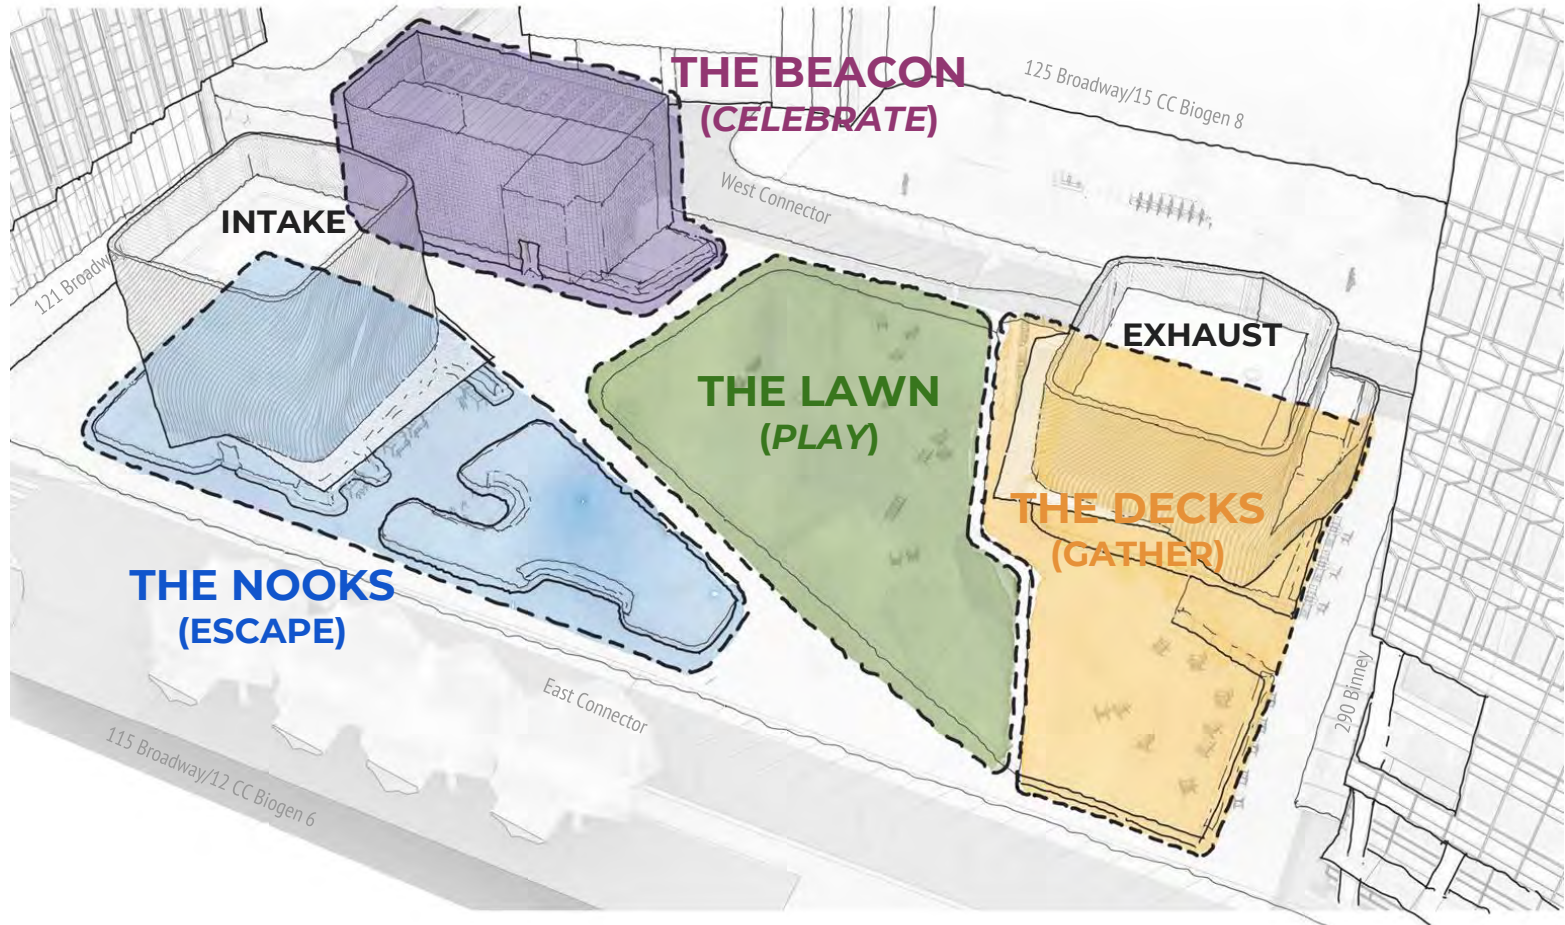 THE BEACON
(CELEBRATE)
125 Broadway/15 CC Biogen 8
West Connector
INTAKE
121 Broadway
EXHAUST
THE LAWN
(PLAY)
THE DECKS
(GATHER)
THE NOOKS
(ESCAPE)
East Connector
290 Binney
115 Broadway/12 CC Biogen 6